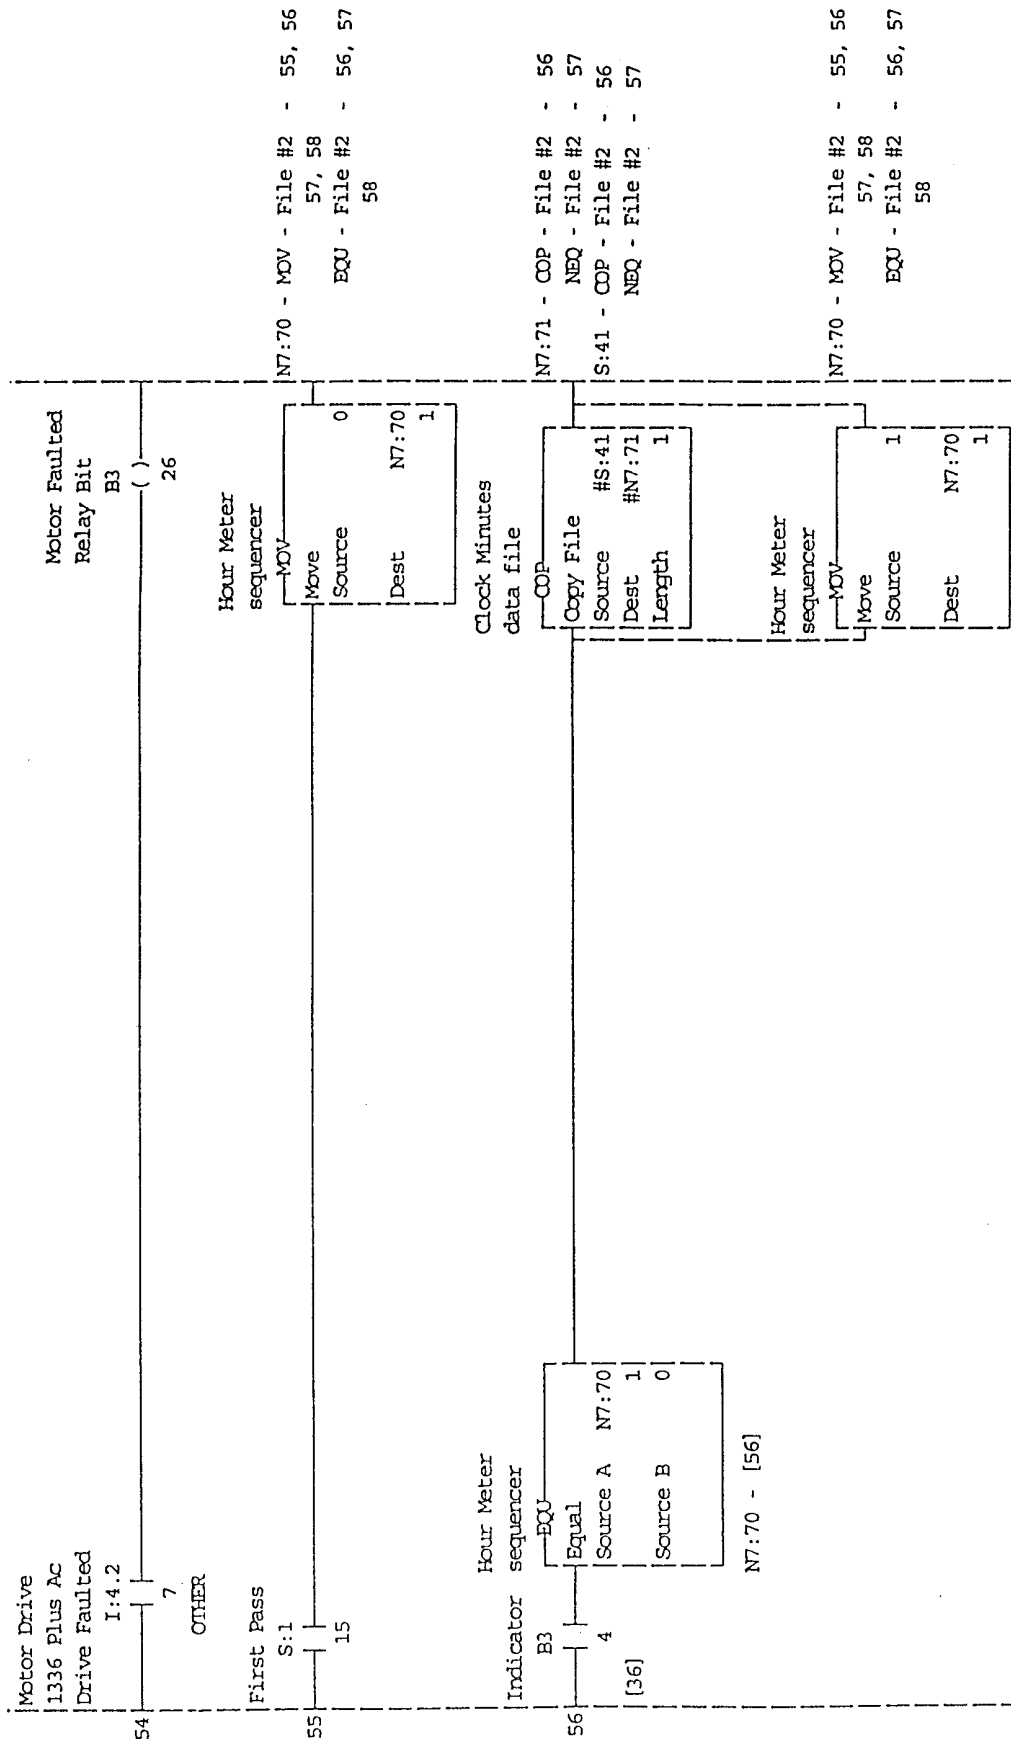 Motor Drive
1336 Plus Ac
Drive Faulted
I:4.2
7
OTHER
54
Motor Faulted
Relay Bit
B3
( )
26
First Pass
S:1
15
55
Hour Meter
sequencer
MOV
Move
Source 0
Dest N7:70
1
N7:70 - MOV - File #2 - 55, 56
57, 58
EQU - File #2 - 56, 57
58
Indicator
B3
4
[36]
56
Hour Meter
sequencer
EQU
Equal
Source A N7:70
1
Source B 0
N7:70 - [56]
Clock Minutes
data file
COP
Copy File
Source #S:41
Dest #N7:71
Length 1
N7:71 - COP - File #2 - 56
NEQ - File #2 - 57
S:41 - COP - File #2 - 56
NEQ - File #2 - 57
Hour Meter
sequencer
MOV
Move
Source 1
Dest N7:70
1
N7:70 - MOV - File #2 - 55, 56
57, 58
EQU - File #2 - 56, 57
58